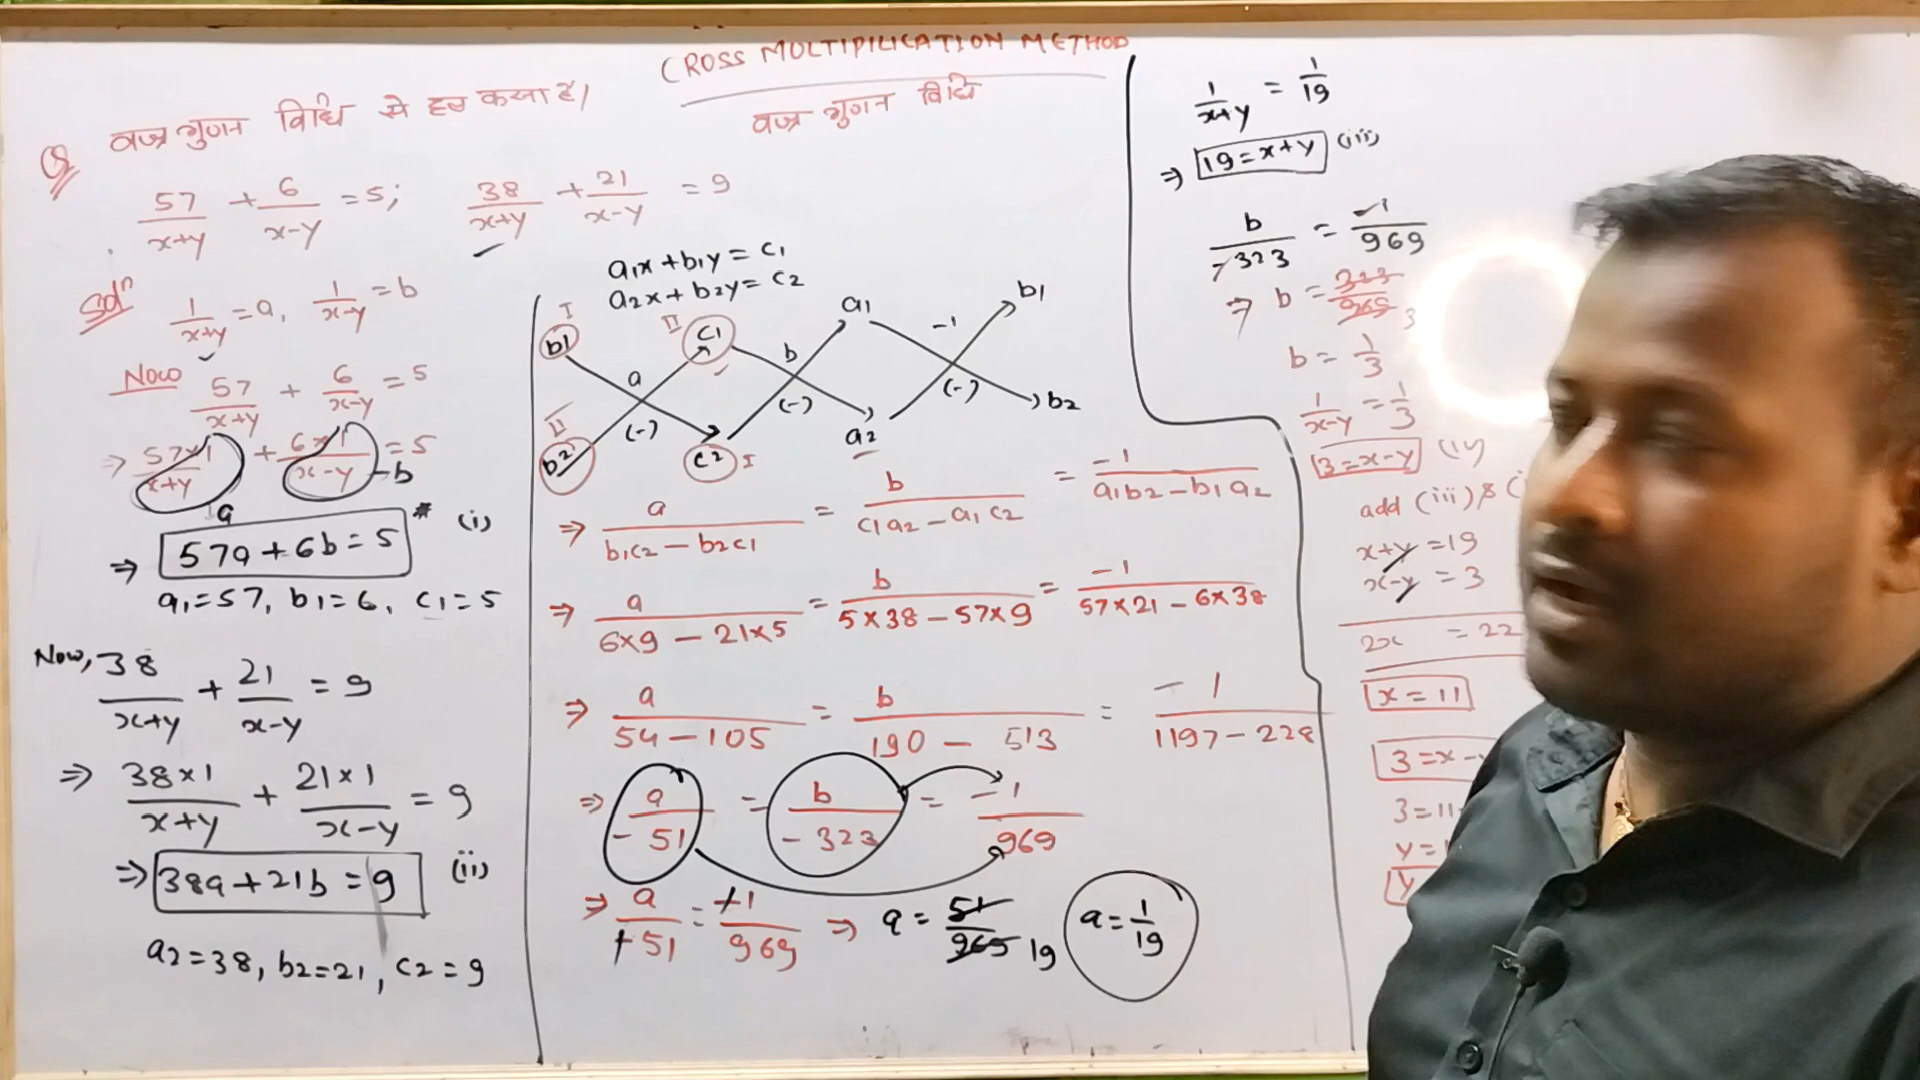 CROSS MULTIPILICATION METHOD
वज्र गुणन विधि
Q वज्र गुणन विधि से हल करना है।
57/x+y + 6/x-y = 5; 38/x+y + 21/x-y = 9
Solⁿ 1/x+y = a, 1/x-y = b
Now 57/x+y + 6/x-y = 5
⇒ 57×1/x+y + 6×1/x-y = 5
a b
⇒ 57a + 6b = 5 * (i)
a1=57, b1=6, c1=5
Now, 38/x+y + 21/x-y = 9
⇒ 38×1/x+y + 21×1/x-y = 9
⇒ 38a + 21b = 9 (ii)
a2=38, b2=21, c2=9
a1x + b1y = c1
a2x + b2y = c2
I II a1 b1
b1 c1 b -1
a
(-) (-) (-) b2
II a2
b2 c2 I
⇒ a/b1c2 - b2c1 = b/c1a2 - a1c2 = -1/a1b2 - b1a2
⇒ a/6×9 - 21×5 = b/5×38 - 57×9 = -1/57×21 - 6×38
⇒ a/54-105 = b/190-513 = -1/1197-228
⇒ a/-51 = b/-323 = -1/969
⇒ a/-51 = -1/969 ⇒ a = 51/969 19 a = 1/19
1/x+y = 1/19
⇒ 19 = x+y (iii)
b/-323 = -1/969
⇒ b = 323/969 3
b = 1/3
1/x-y = 1/3
3 = x-y (iv)
add (iii) & (i
x+y = 19
x-y = 3
2x = 22
x = 11
3 = x-
3 = 11-
y = 1
y